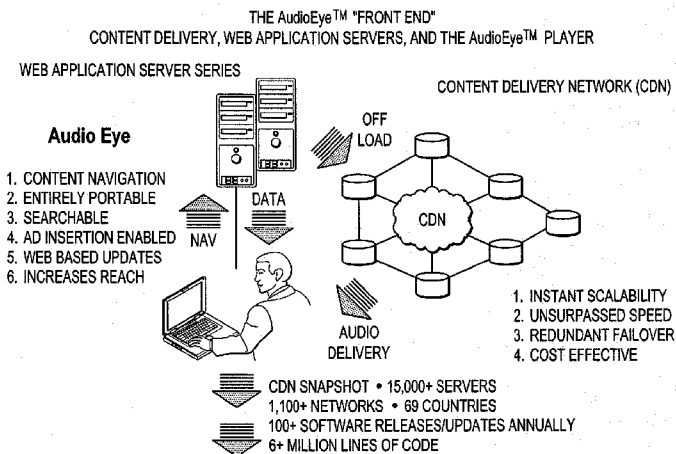 THE AudioEye™ "FRONT END"
CONTENT DELIVERY, WEB APPLICATION SERVERS, AND THE AudioEye™ PLAYER
WEB APPLICATION SERVER SERIES
CONTENT DELIVERY NETWORK (CDN)
OFF
LOAD
Audio Eye
1. CONTENT NAVIGATION
2. ENTIRELY PORTABLE
3. SEARCHABLE
4. AD INSERTION ENABLED
5. WEB BASED UPDATES
6. INCREASES REACH
NAV
DATA
CDN
AUDIO
DELIVERY
1. INSTANT SCALABILITY
2. UNSURPASSED SPEED
3. REDUNDANT FAILOVER
4. COST EFFECTIVE
CDN SNAPSHOT • 15,000+ SERVERS
1,100+ NETWORKS • 69 COUNTRIES
100+ SOFTWARE RELEASES/UPDATES ANNUALLY
6+ MILLION LINES OF CODE